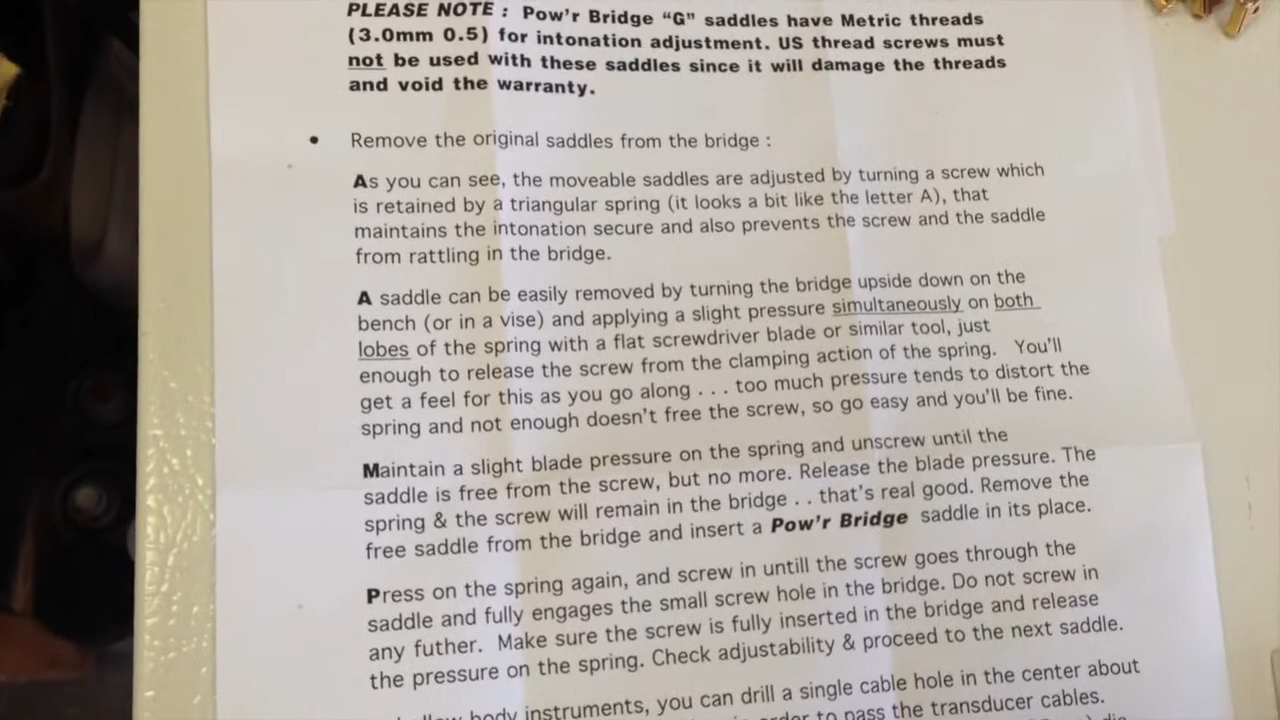 PLEASE NOTE : Pow'r Bridge “G” saddles have Metric threads
(3.0mm 0.5) for intonation adjustment. US thread screws must
not be used with these saddles since it will damage the threads
and void the warranty.
• Remove the original saddles from the bridge :
As you can see, the moveable saddles are adjusted by turning a screw which
is retained by a triangular spring (it looks a bit like the letter A), that
maintains the intonation secure and also prevents the screw and the saddle
from rattling in the bridge.
A saddle can be easily removed by turning the bridge upside down on the
bench (or in a vise) and applying a slight pressure simultaneously on both
lobes of the spring with a flat screwdriver blade or similar tool, just
enough to release the screw from the clamping action of the spring. You'll
get a feel for this as you go along . . . too much pressure tends to distort the
spring and not enough doesn't free the screw, so go easy and you'll be fine.
Maintain a slight blade pressure on the spring and unscrew until the
saddle is free from the screw, but no more. Release the blade pressure. The
spring & the screw will remain in the bridge . . that's real good. Remove the
free saddle from the bridge and insert a Pow'r Bridge saddle in its place.
Press on the spring again, and screw in untill the screw goes through the
saddle and fully engages the small screw hole in the bridge. Do not screw in
any futher. Make sure the screw is fully inserted in the bridge and release
the pressure on the spring. Check adjustability & proceed to the next saddle.
body instruments, you can drill a single cable hole in the center about
order to pass the transducer cables.